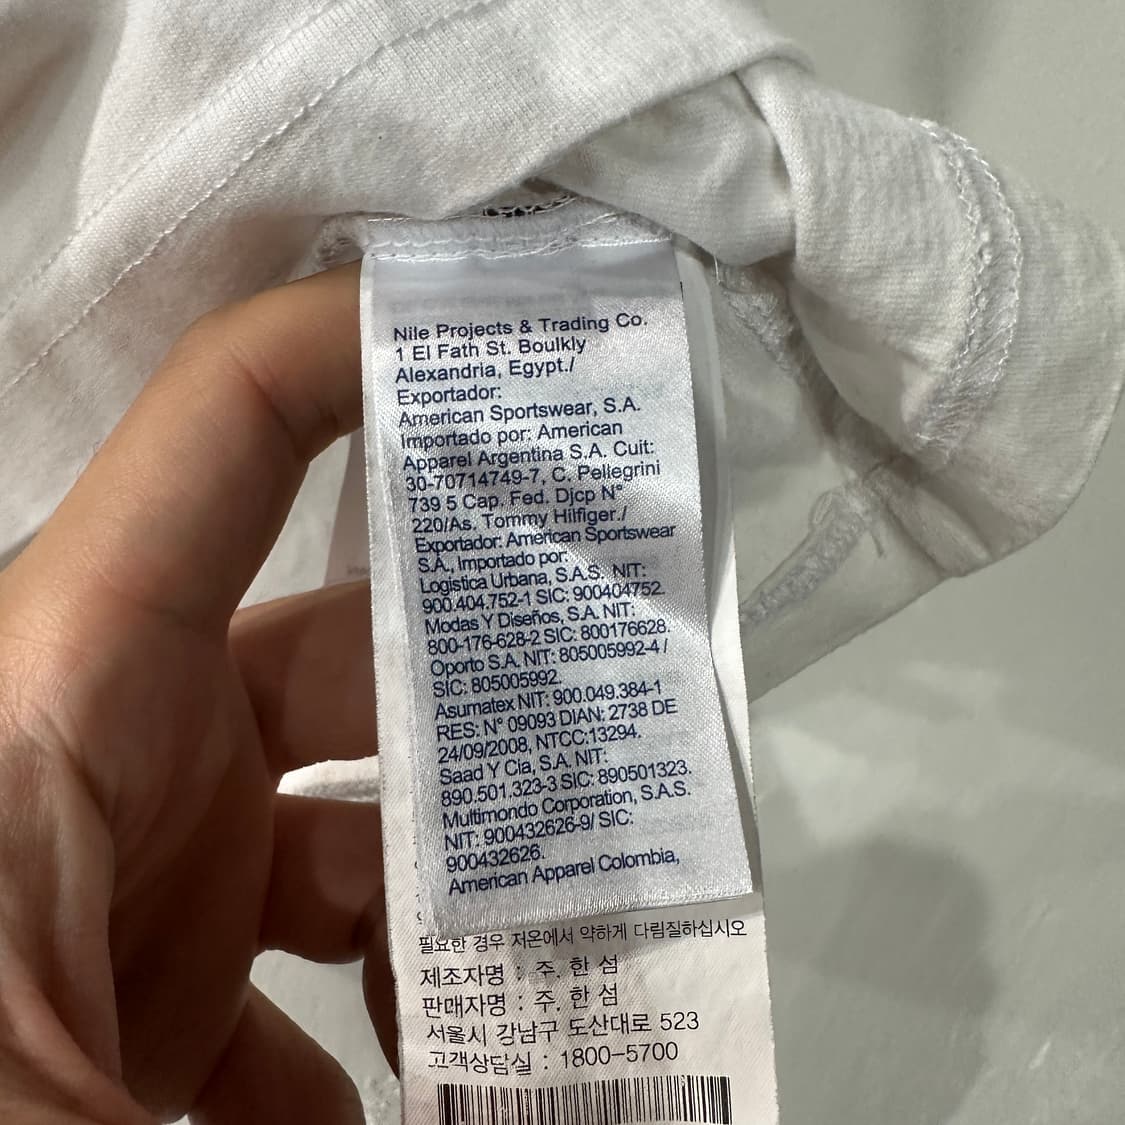 Nile Projects & Trading Co.
1 El Fath St. Boulkly
Alexandria, Egypt./
Exportador:
American Sportswear, S.A.
Importado por: American
Apparel Argentina S.A. Cuit:
30-70714749-7, C. Pellegrini
739 5 Cap. Fed. Djcp N°
220/As. Tommy Hilfiger./
Exportador: American Sportswear
S.A., Importado por:
Logistica Urbana, S.A.S. NIT:
900.404.752-1 SIC: 900404752.
Modas Y Diseños, S.A. NIT:
800-176-628-2 SIC: 800176628.
Oporto S.A. NIT: 805005992-4 /
SIC: 805005992.
Asumatex NIT: 900.049.384-1
RES: N° 09093 DIAN: 2738 DE
24/09/2008, NTCC:13294.
Saad Y Cia, S.A. NIT:
890.501.323-3 SIC: 890501323.
Multimondo Corporation, S.A.S.
NIT: 900432626-9/ SIC:
900432626.
American Apparel Colombia,
필요한 경우 저온에서 약하게 다림질하십시오
제조자명 : 주. 한 섬
판매자명 : 주. 한 섬
서울시 강남구 도산대로 523
고객상담실 : 1800-5700